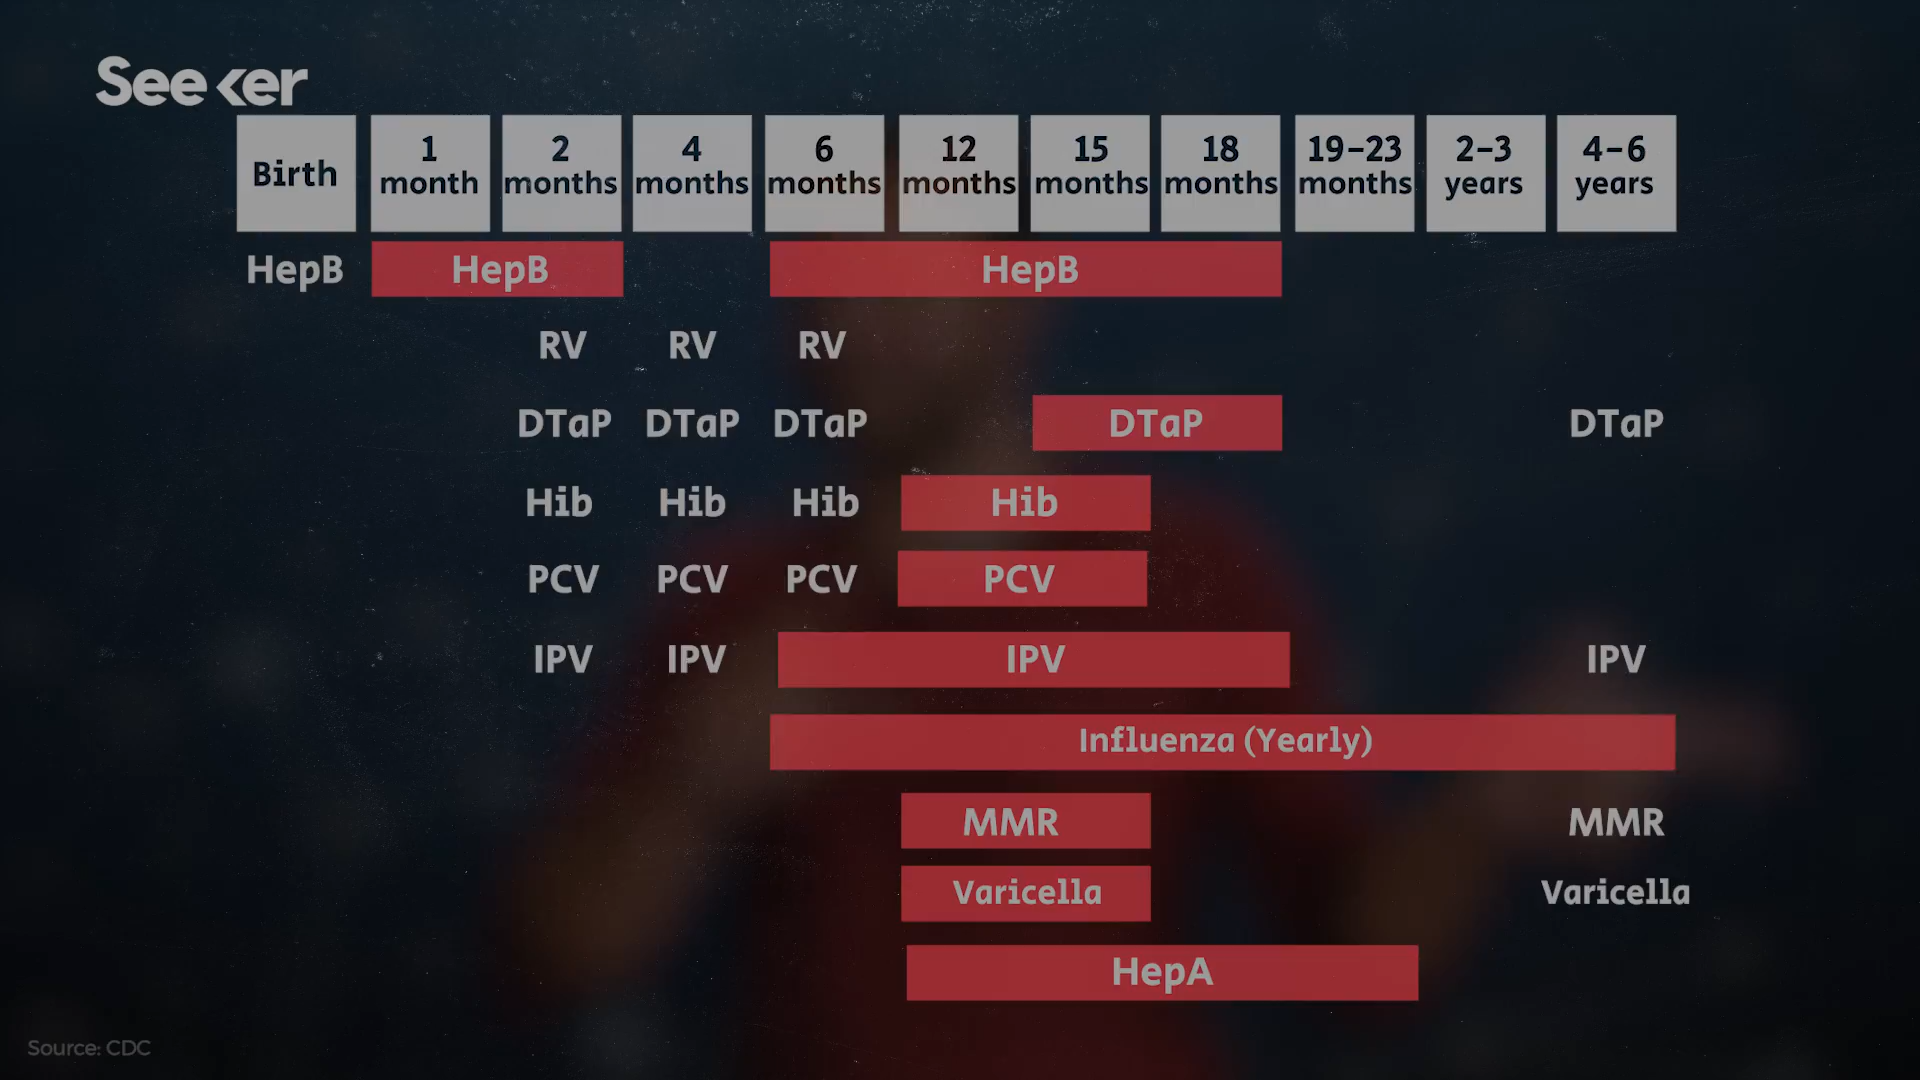 Seeker
Birth
1 month
2 months
4 months
6 months
12 months
15 months
18 months
19–23 months
2–3 years
4–6 years
HepB HepB HepB
RV RV RV
DTaP DTaP DTaP DTaP DTaP
Hib Hib Hib Hib
PCV PCV PCV PCV
IPV IPV IPV IPV
Influenza (Yearly)
MMR MMR
Varicella Varicella
HepA
Source: CDC